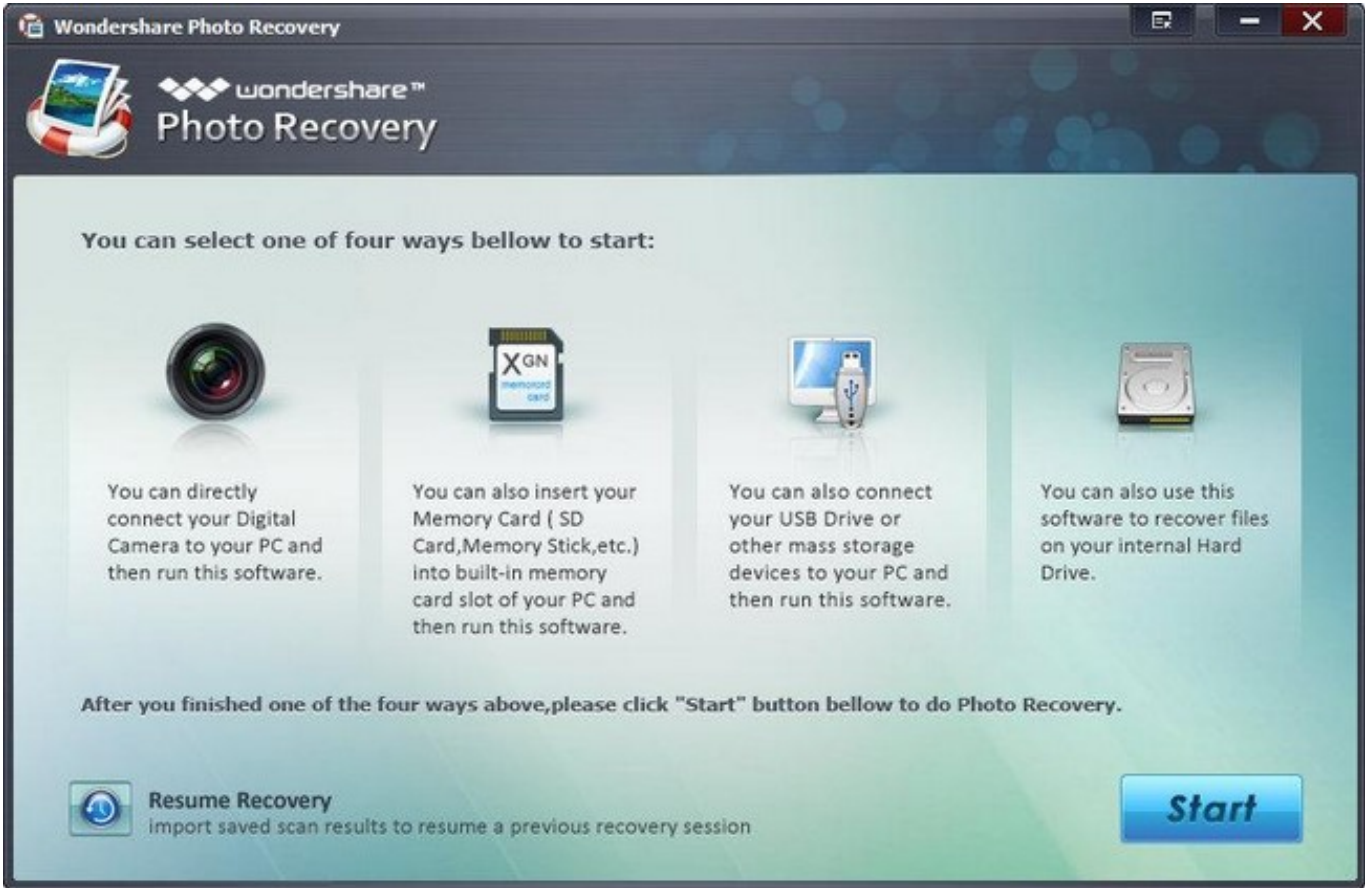 Wondershare Photo Recovery
wondershare™
Photo Recovery
You can select one of four ways bellow to start:
XGN
memorord
card
You can directly
connect your Digital
Camera to your PC and
then run this software.
You can also insert your
Memory Card ( SD
Card,Memory Stick,etc.)
into built-in memory
card slot of your PC and
then run this software.
You can also connect
your USB Drive or
other mass storage
devices to your PC and
then run this software.
You can also use this
software to recover files
on your internal Hard
Drive.
After you finished one of the four ways above,please click "Start" button bellow to do Photo Recovery.
Resume Recovery
import saved scan results to resume a previous recovery session
Start